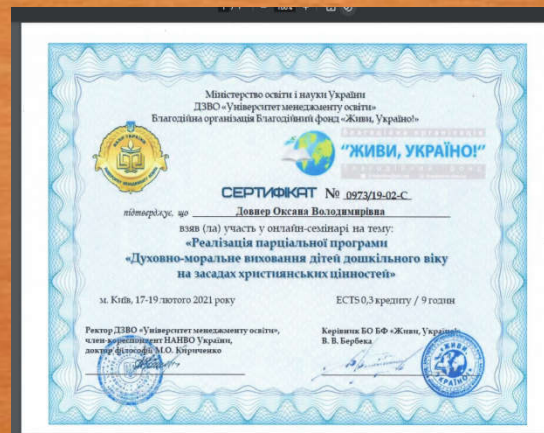 Міністерство освіти і науки України
ДЗВО «Університет менеджменту освіти»
Благодійна організація Благодійний фонд «Живи, Україно!»
"ЖИВИ, УКРАЇНО!"
СЕРТИФІКАТ № 0973/19-02-С
підтверджує, що Довнер Оксана Володимирівна
взяв (ла) участь у онлайн-семінарі на тему:
«Реалізація парціальної програми
«Духовно-моральне виховання дітей дошкільного віку
на засадах християнських цінностей»
м. Київ, 17-19 лютого 2021 року ECTS 0,3 кредиту / 9 годин
Ректор ДЗВО «Університет менеджменту освіти»,
член-кореспондент НАНВО України,
доктор філософії М.О. Кириченко
Керівник БО БФ «Живи, Україно!»
В. В. Бербека
ЖИВИ
УКРАЇНО!